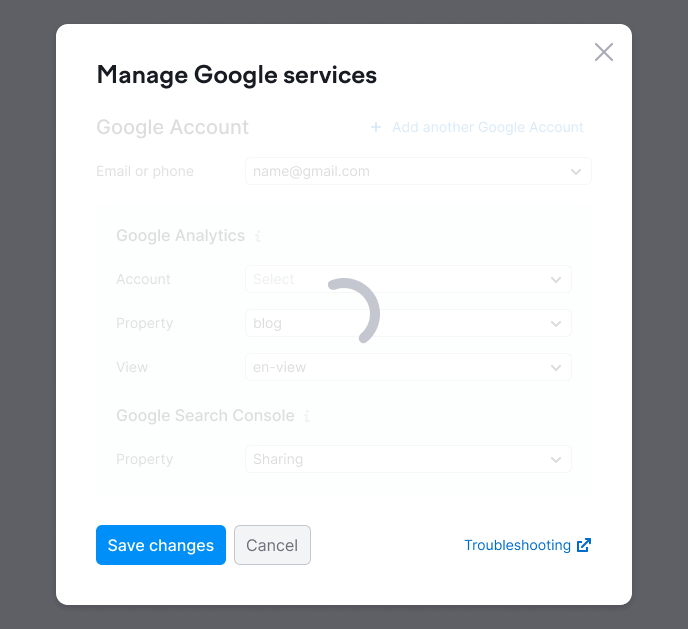 Manage Google services
Google Account
+ Add another Google Account
Email or phone
name@gmail.com
Google Analytics i
Account
Select
Property
blog
View
en-view
Google Search Console i
Property
Sharing
Save changes
Cancel
Troubleshooting